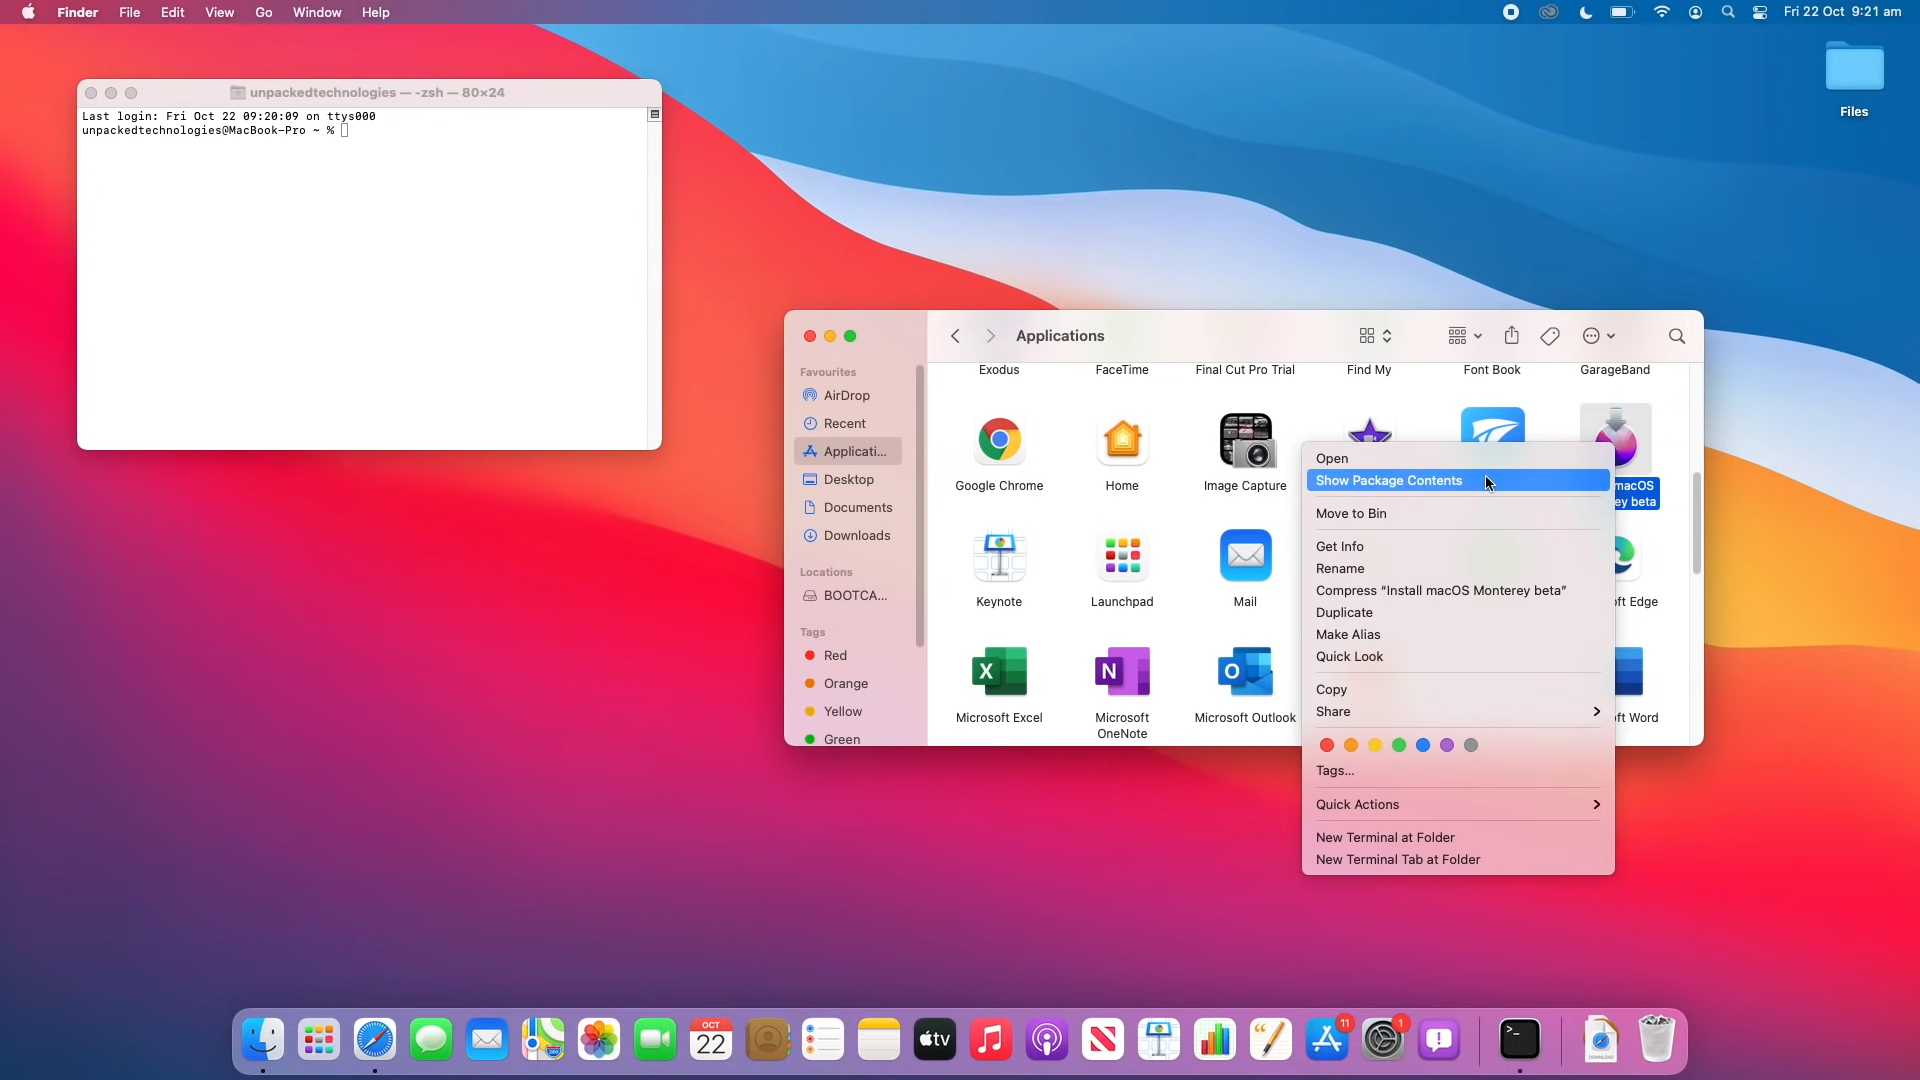 Finder File Edit View Go Window Help
Fri 22 Oct 9:21 am
Files
unpackedtechnologies — -zsh — 80×24
Last login: Fri Oct 22 09:20:09 on ttys000
unpackedtechnologies@MacBook-Pro ~ %
Applications
Favourites
AirDrop
Recent
Applicati...
Desktop
Documents
Downloads
Locations
BOOTCA...
Tags
Red
Orange
Yellow
Green
Exodus FaceTime Final Cut Pro Trial Find My Font Book GarageBand
Google Chrome Home Image Capture
macOS
ey beta
Keynote Launchpad Mail
ft Edge
Microsoft Excel Microsoft OneNote Microsoft Outlook
ft Word
Open
Show Package Contents
Move to Bin
Get Info
Rename
Compress “Install macOS Monterey beta”
Duplicate
Make Alias
Quick Look
Copy
Share
Tags...
Quick Actions
New Terminal at Folder
New Terminal Tab at Folder
OCT
22
tv
11
1
280
>_
DOWNLOAD